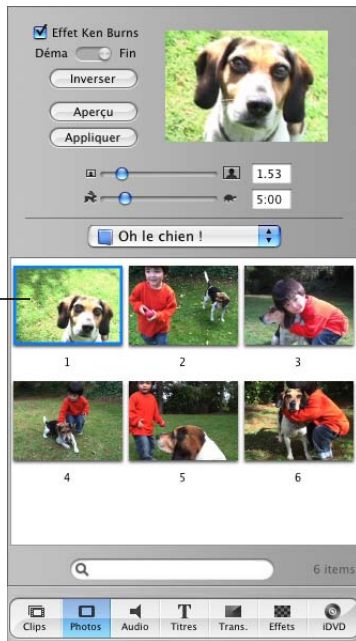 Effet Ken Burns
Déma Fin
Inverser
Aperçu
Appliquer
1.53
5:00
Oh le chien !
1 2 3
4 5 6
6 items
Clips Photos Audio Titres Trans. Effets iDVD